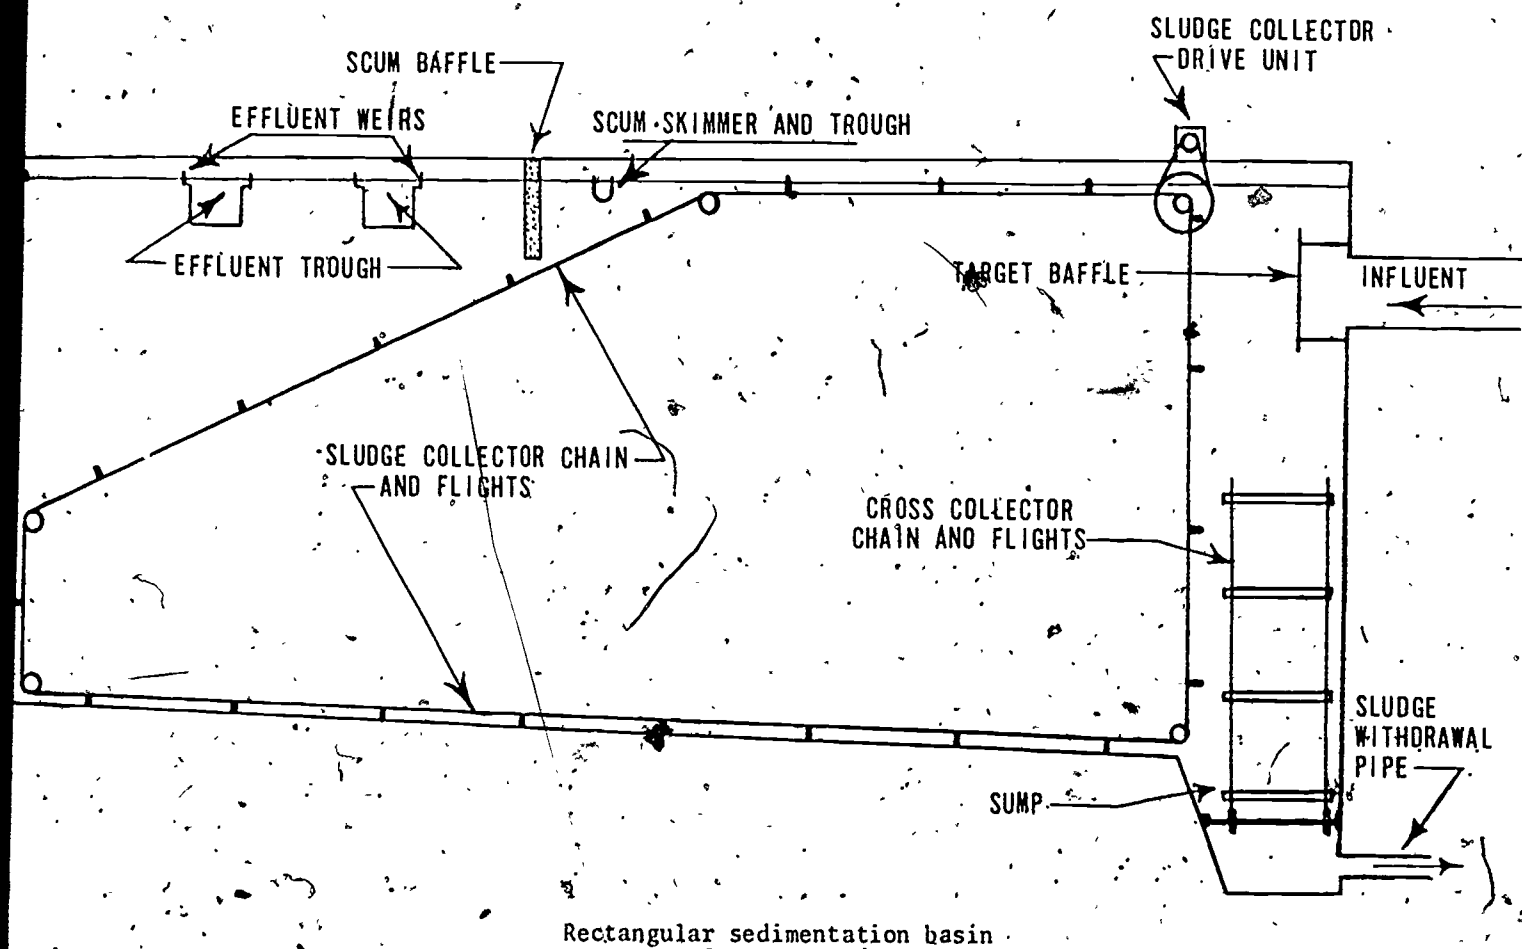 SLUDGE COLLECTOR
DRIVE UNIT
SCUM BAFFLE
EFFLUENT WEIRS
SCUM SKIMMER AND TROUGH
EFFLUENT TROUGH
TARGET BAFFLE
INFLUENT
SLUDGE COLLECTOR CHAIN
AND FLIGHTS
CROSS COLLECTOR
CHAIN AND FLIGHTS
SLUDGE
WITHDRAWAL
PIPE
SUMP
Rectangular sedimentation basin